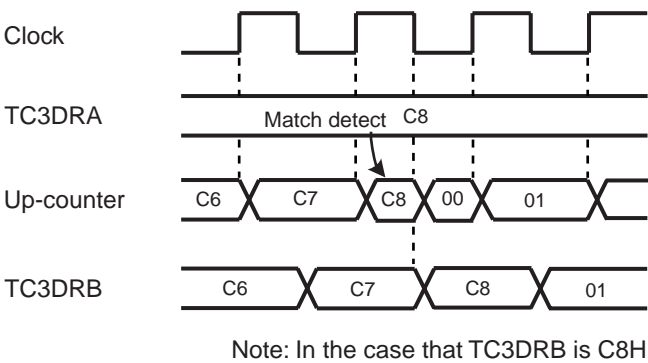 Clock
TC3DRA
Match detect C8
Up-counter C6 C7 C8 00 01
TC3DRB C6 C7 C8 01
Note: In the case that TC3DRB is C8H